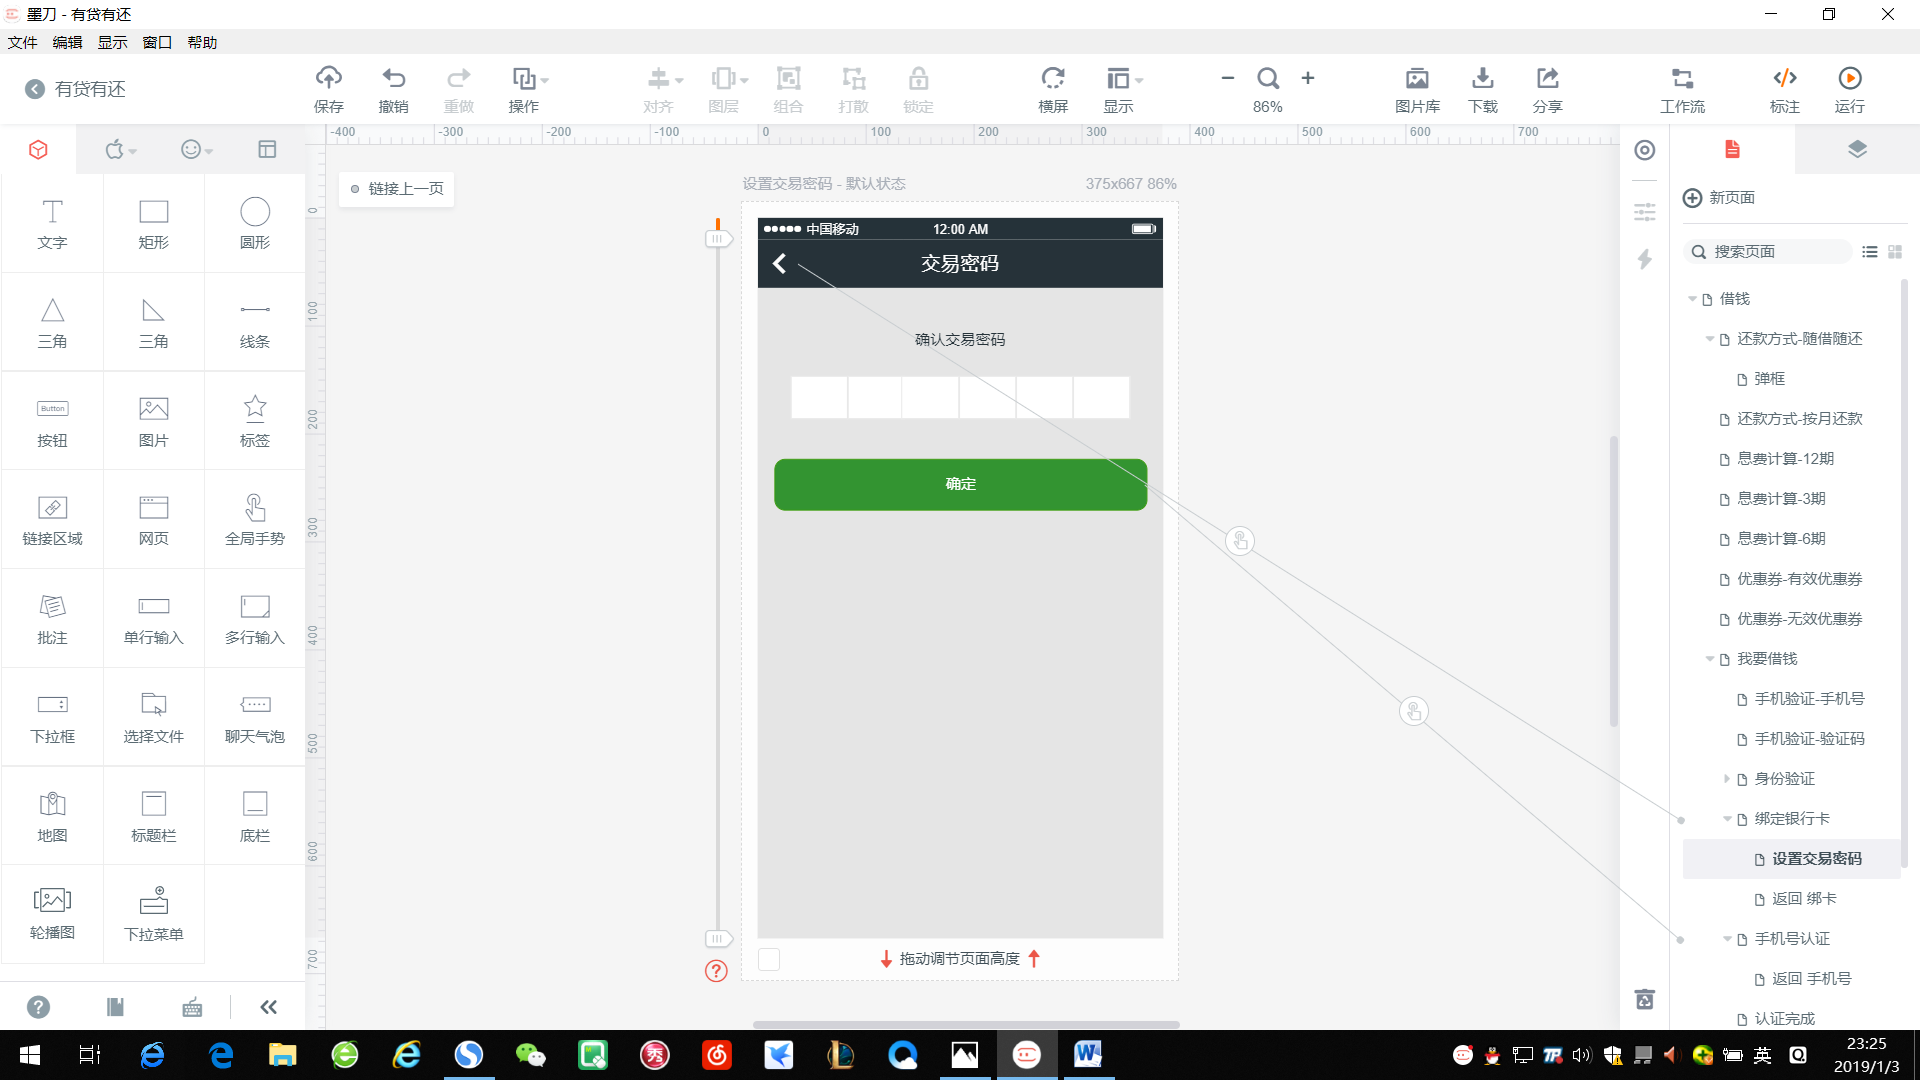 墨刀 - 有贷有还
文件 编辑 显示 窗口 帮助
有贷有还
保存 撤销 重做 操作 对齐 图层 组合 打散 锁定 横屏 显示 86% 图片库 下载 分享 工作流 标注 运行
-400 -300 -200 -100 0 100 200 300 400 500 600 700
链接上一页
设置交易密码 - 默认状态 375x667 86%
中国移动 12:00 AM
交易密码
确认交易密码
确定
拖动调节页面高度
0
100
200
300
400
500
600
700
文字 矩形 圆形
三角 三角 线条
Button
按钮 图片 标签
链接区域 网页 全局手势
批注 单行输入 多行输入
下拉框 选择文件 聊天气泡
地图 标题栏 底栏
轮播图 下拉菜单
新页面
搜索页面
借钱
还款方式-随借随还
弹框
还款方式-按月还款
息费计算-12期
息费计算-3期
息费计算-6期
优惠券-有效优惠券
优惠券-无效优惠券
我要借钱
手机验证-手机号
手机验证-验证码
身份验证
绑定银行卡
设置交易密码
返回 绑卡
手机号认证
返回 手机号
认证完成
英
23:25
2019/1/3